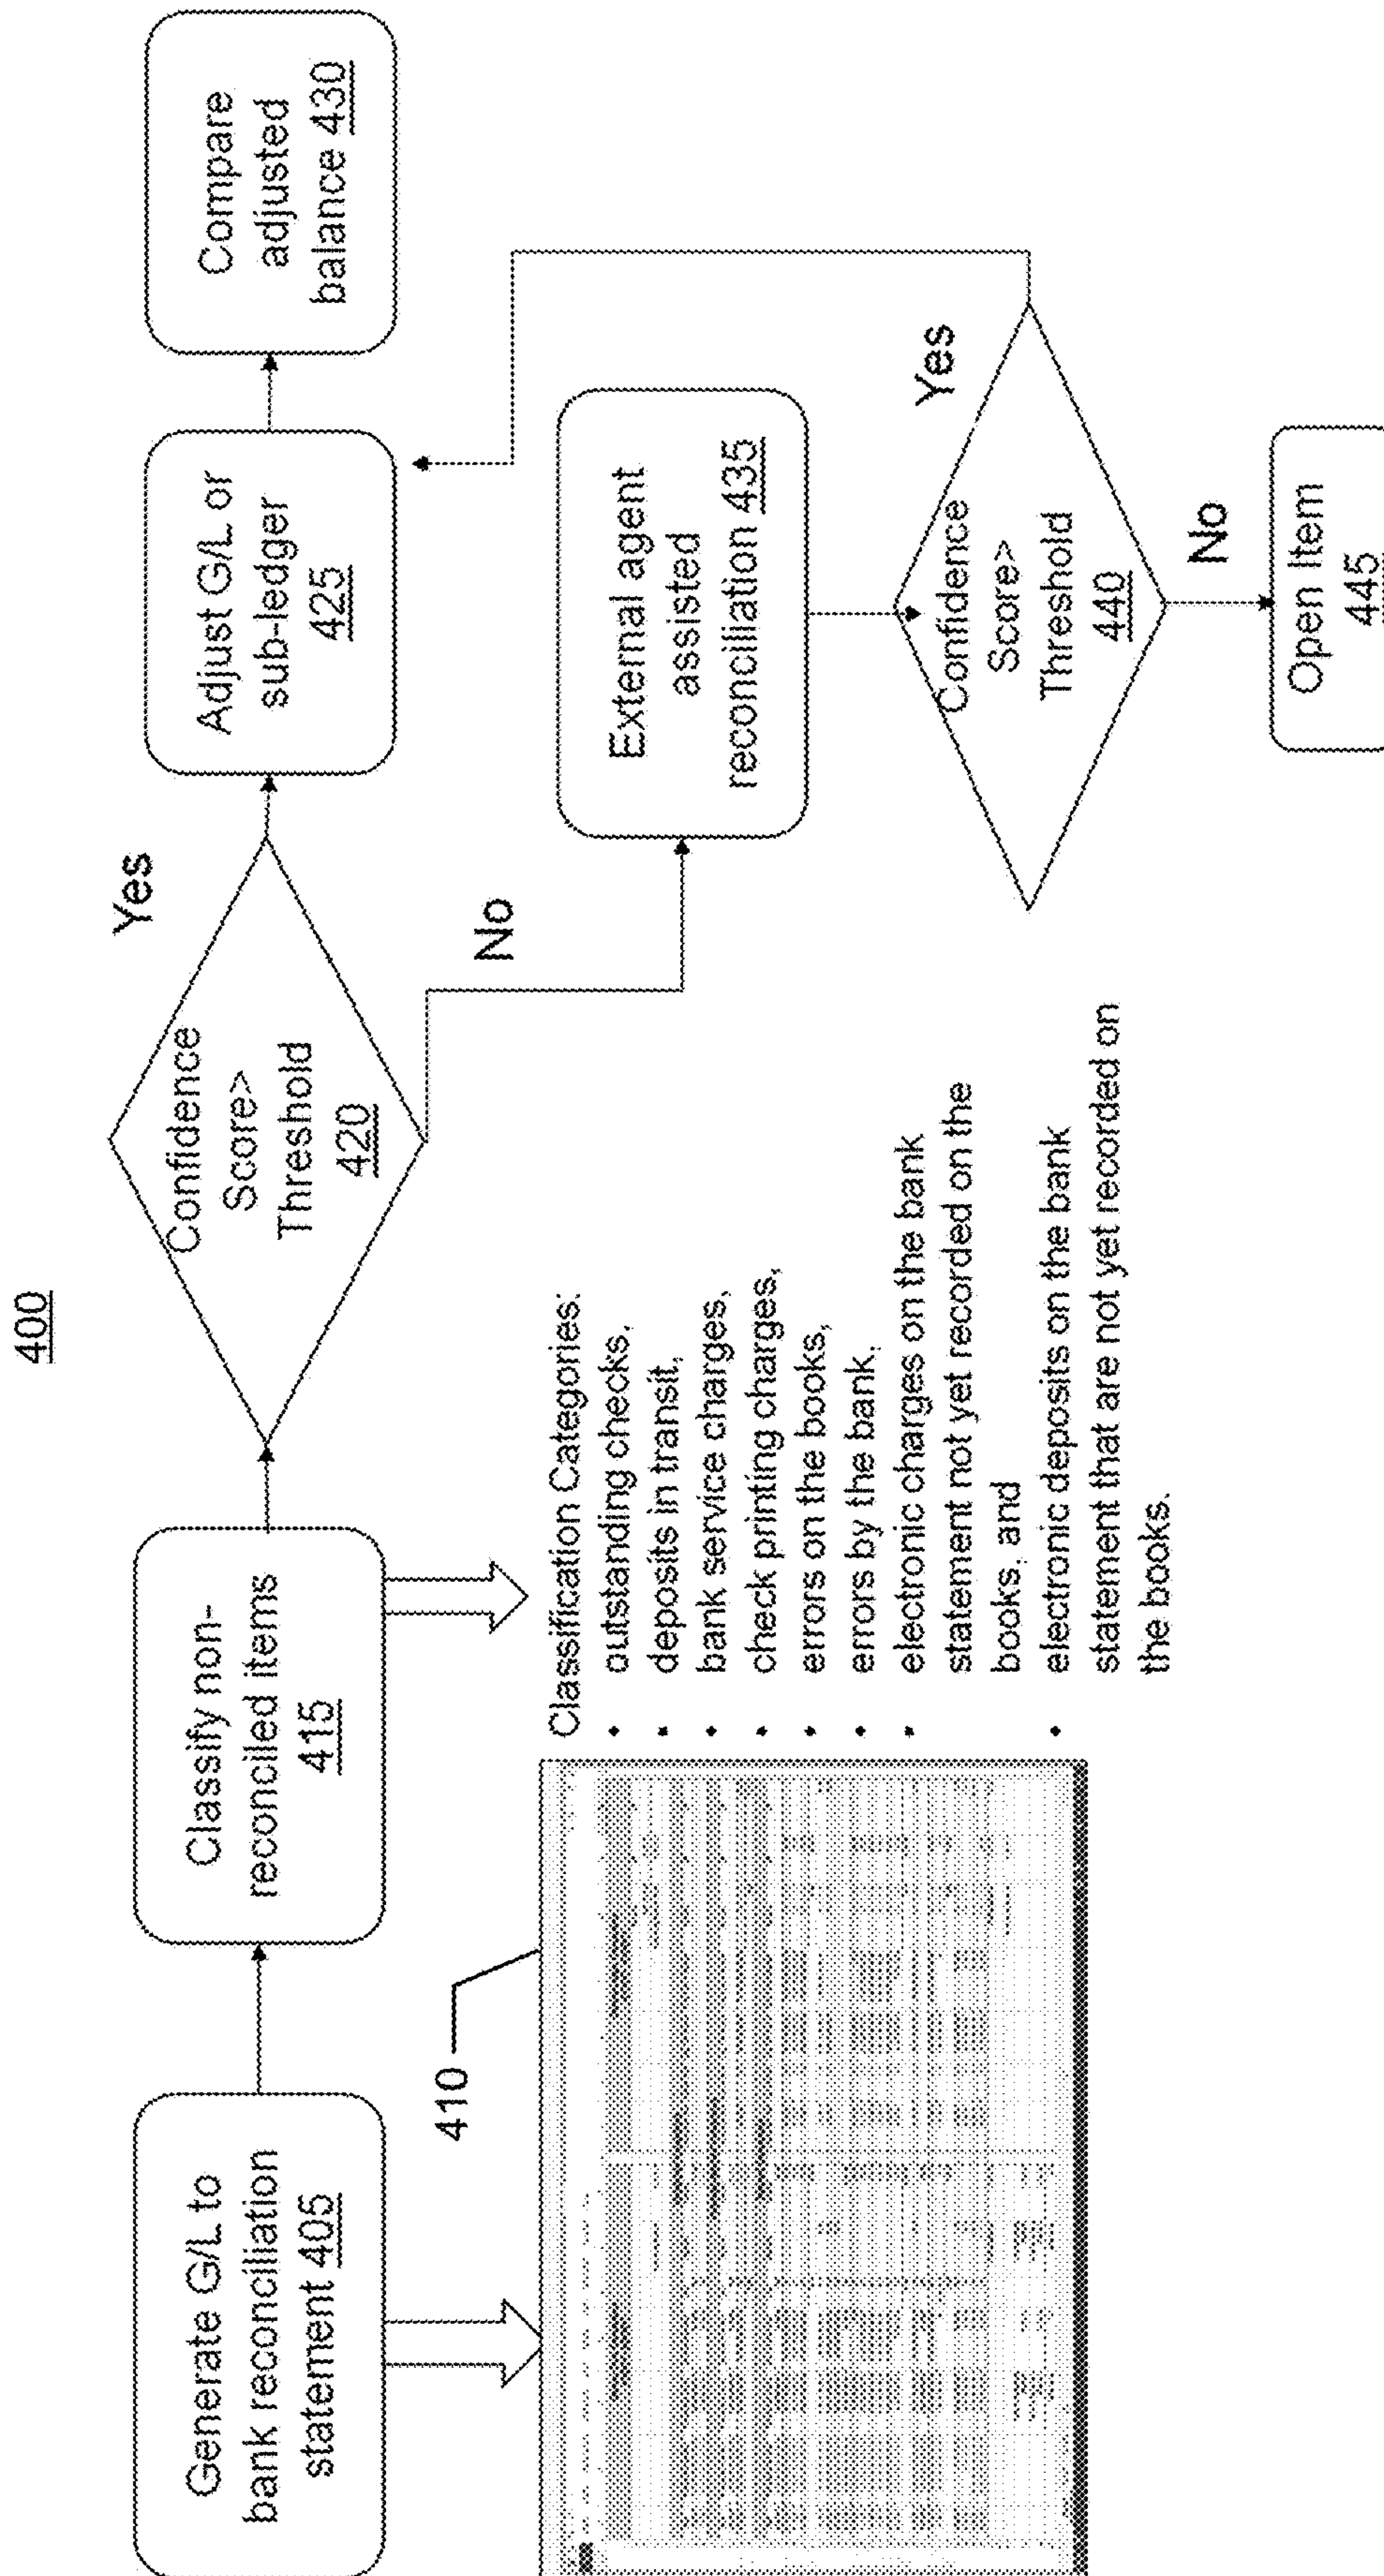 400
Generate G/L to
bank reconciliation
statement 405
Classify non-
reconciled items
415
Confidence
Score>
Threshold
420
Yes
No
Adjust G/L or
sub-ledger
425
Compare
adjusted
balance 430
External agent
assisted
reconciliation 435
Confidence
Score>
Threshold
440
Yes
No
Open Item
445
410
Classification Categories:
• outstanding checks,
• deposits in transit,
• bank service charges,
• check printing charges,
• errors on the books,
• errors by the bank,
• electronic charges on the bank
statement not yet recorded on the
books, and
• electronic deposits on the bank
statement that are not yet recorded on
the books.